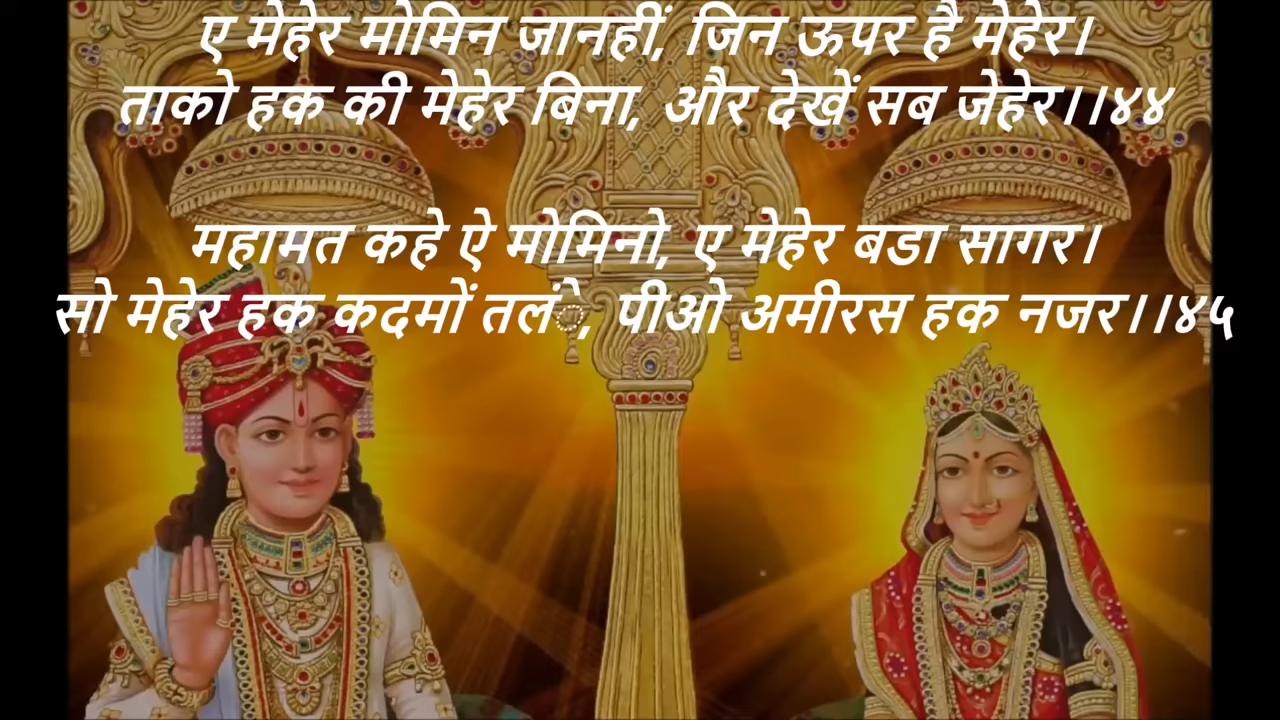 ए मेहेर मोमिन जानहीं, जिन ऊपर है मेहेर।
ताको हक की मेहेर बिना, और देखें सब जेहेर।।४४
महामत कहे ऐ मोमिनो, ए मेहेर बडा सागर।
सो मेहेर हक कदमों तलंे, पीओ अमीरस हक नजर।।४५